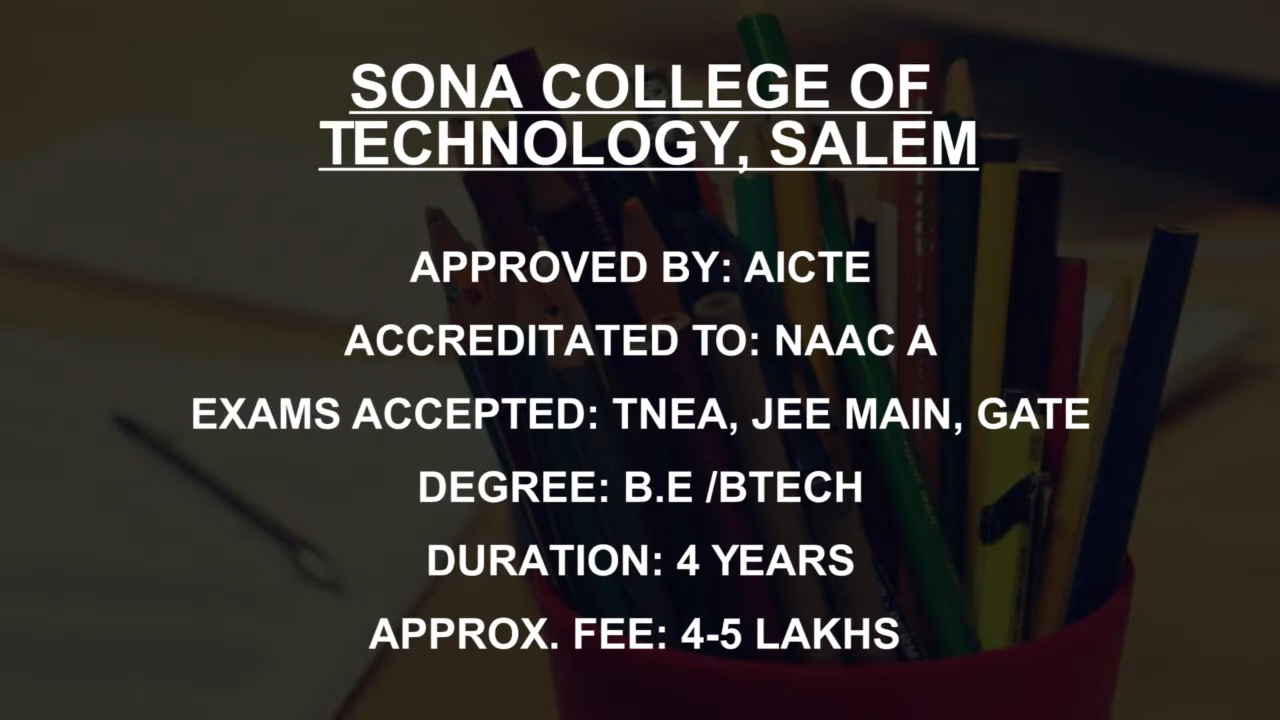 SONA COLLEGE OF
TECHNOLOGY, SALEM
APPROVED BY: AICTE
ACCREDITATED TO: NAAC A
EXAMS ACCEPTED: TNEA, JEE MAIN, GATE
DEGREE: B.E /BTECH
DURATION: 4 YEARS
APPROX. FEE: 4-5 LAKHS